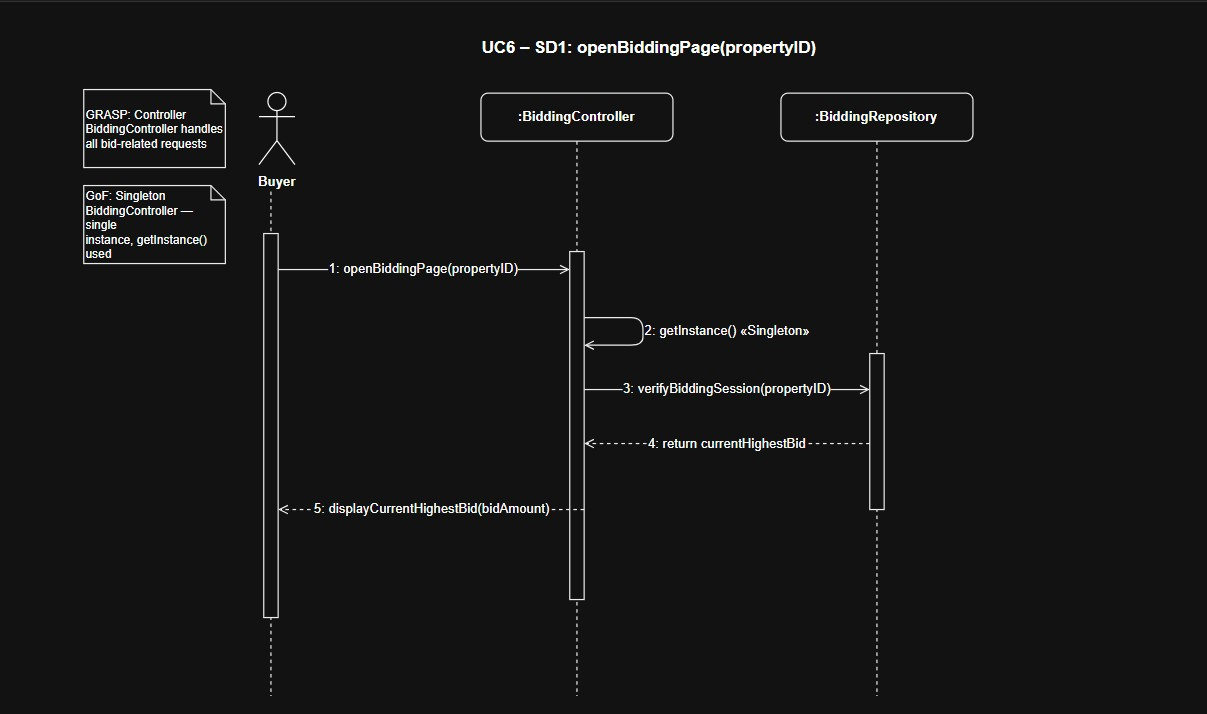 UC6 – SD1: openBiddingPage(propertyID)
GRASP: Controller
BiddingController handles
all bid-related requests
:BiddingController
:BiddingRepository
Buyer
GoF: Singleton
BiddingController —
single
instance, getInstance()
used
1: openBiddingPage(propertyID)
2: getInstance() «Singleton»
3: verifyBiddingSession(propertyID)
4: return currentHighestBid
5: displayCurrentHighestBid(bidAmount)